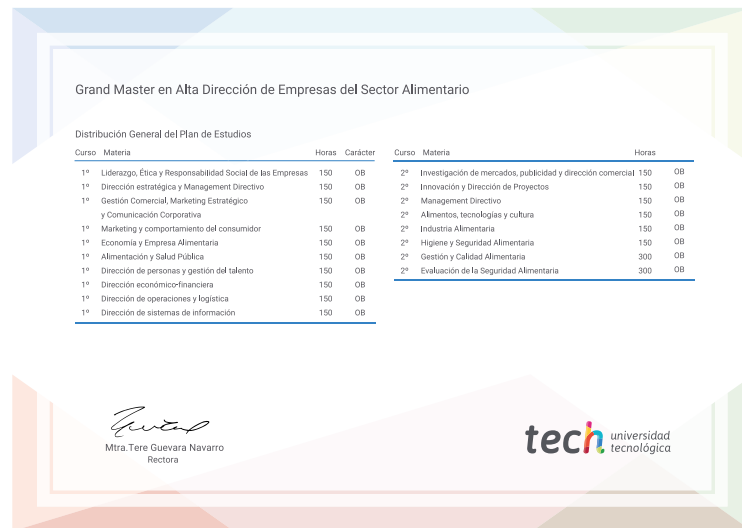 Grand Master en Alta Dirección de Empresas del Sector Alimentario
Distribución General del Plan de Estudios
Curso Materia Horas Carácter
1º Liderazgo, Ética y Responsabilidad Social de las Empresas 150 OB
1º Dirección estratégica y Management Directivo 150 OB
1º Gestión Comercial, Marketing Estratégico 150 OB
y Comunicación Corporativa
1º Marketing y comportamiento del consumidor 150 OB
1º Economía y Empresa Alimentaria 150 OB
1º Alimentación y Salud Pública 150 OB
1º Dirección de personas y gestión del talento 150 OB
1º Dirección económico-financiera 150 OB
1º Dirección de operaciones y logística 150 OB
1º Dirección de sistemas de información 150 OB
Curso Materia Horas
2º Investigación de mercados, publicidad y dirección comercial 150 OB
2º Innovación y Dirección de Proyectos 150 OB
2º Management Directivo 150 OB
2º Alimentos, tecnologías y cultura 150 OB
2º Industria Alimentaria 150 OB
2º Higiene y Seguridad Alimentaria 150 OB
2º Gestión y Calidad Alimentaria 300 OB
2º Evaluación de la Seguridad Alimentaria 300 OB
Mtra.Tere Guevara Navarro
Rectora
tech universidad
tecnológica